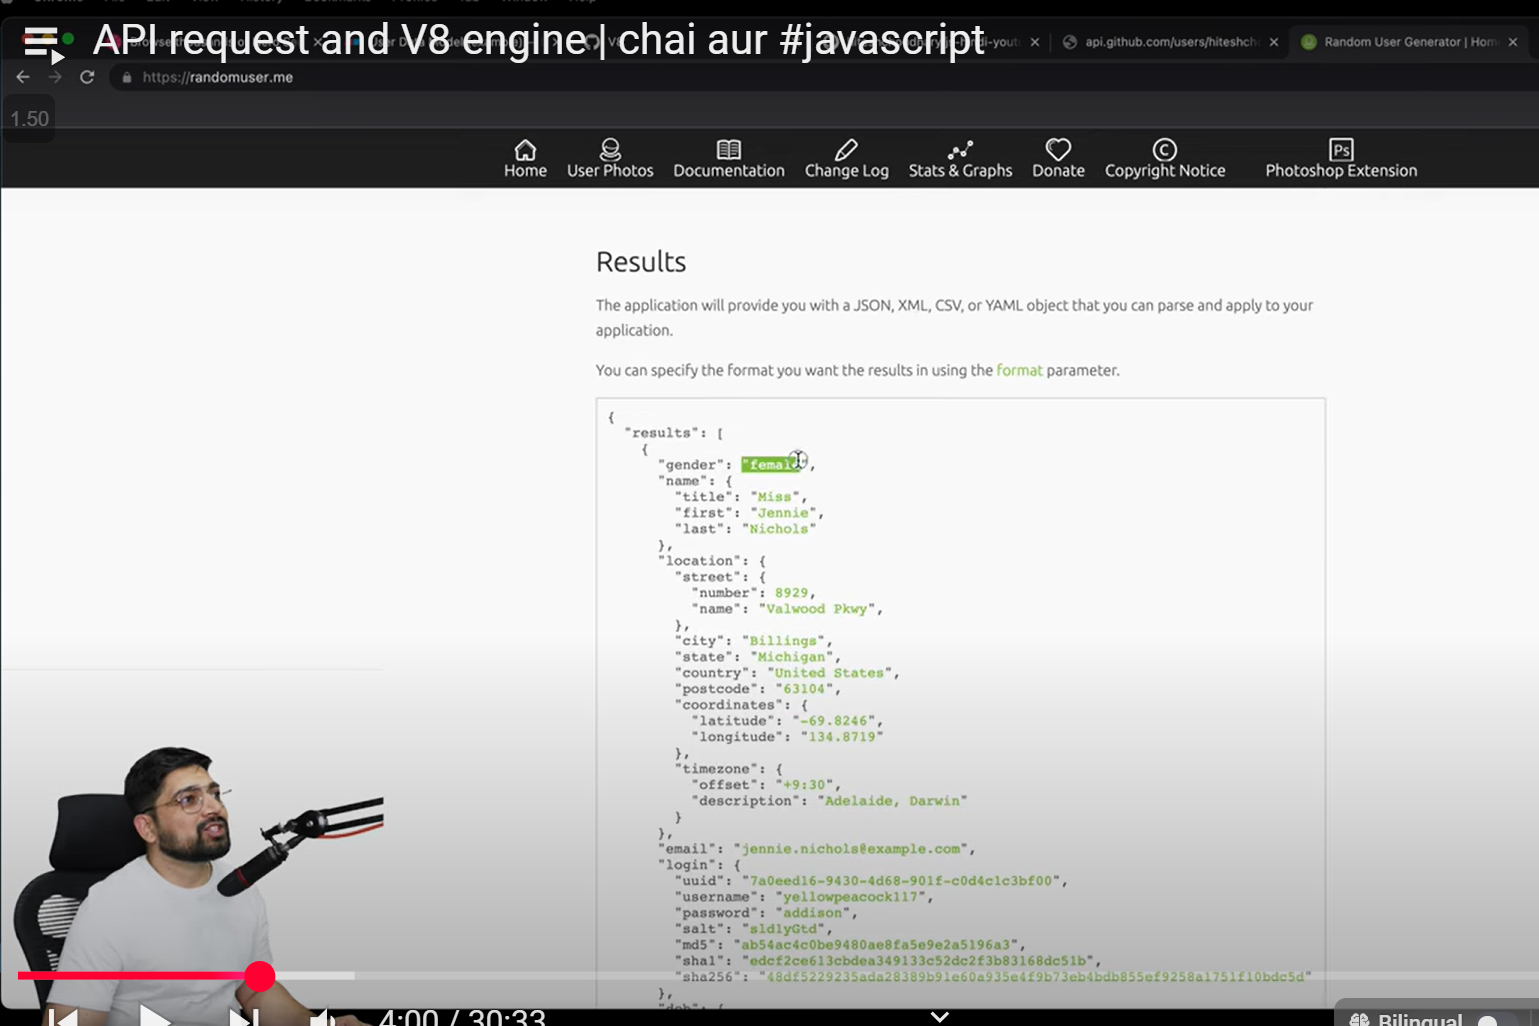 API request and V8 engine | chai aur #javascript
api.github.com/users/hiteshch
Random User Generator | Hom
https://randomuser.me
1.50
Home
User Photos
Documentation
Change Log
Stats & Graphs
Donate
Copyright Notice
Photoshop Extension
Results
The application will provide you with a JSON, XML, CSV, or YAML object that you can parse and apply to your
application.
You can specify the format you want the results in using the format parameter.
{
"results": [
{
"gender": "female",
"name": {
"title": "Miss",
"first": "Jennie",
"last": "Nichols"
},
"location": {
"street": {
"number": 8929,
"name": "Valwood Pkwy",
},
"city": "Billings",
"state": "Michigan",
"country": "United States",
"postcode": "63104",
"coordinates": {
"latitude": "-69.8246",
"longitude": "134.8719"
},
"timezone": {
"offset": "+9:30",
"description": "Adelaide, Darwin"
}
},
"email": "jennie.nichols@example.com",
"login": {
"uuid": "7a0eed16-9430-4d68-901f-c0d4c1c3bf00",
"username": "yellowpeacock117",
"password": "addison",
"salt": "sld1yGtd",
"md5": "ab54ac4c0be9480ae8fa5e9e2a5196a3",
"sha1": "edcf2ce613cbdea349133c52dc2f3b83168dc51b",
"sha256": "48df5229235ada28389b91e60a935e4f9b73eb4bdb855ef9258a1751f10bdc5d"
},
"dob": {
4:00 / 30:33
Bilingual